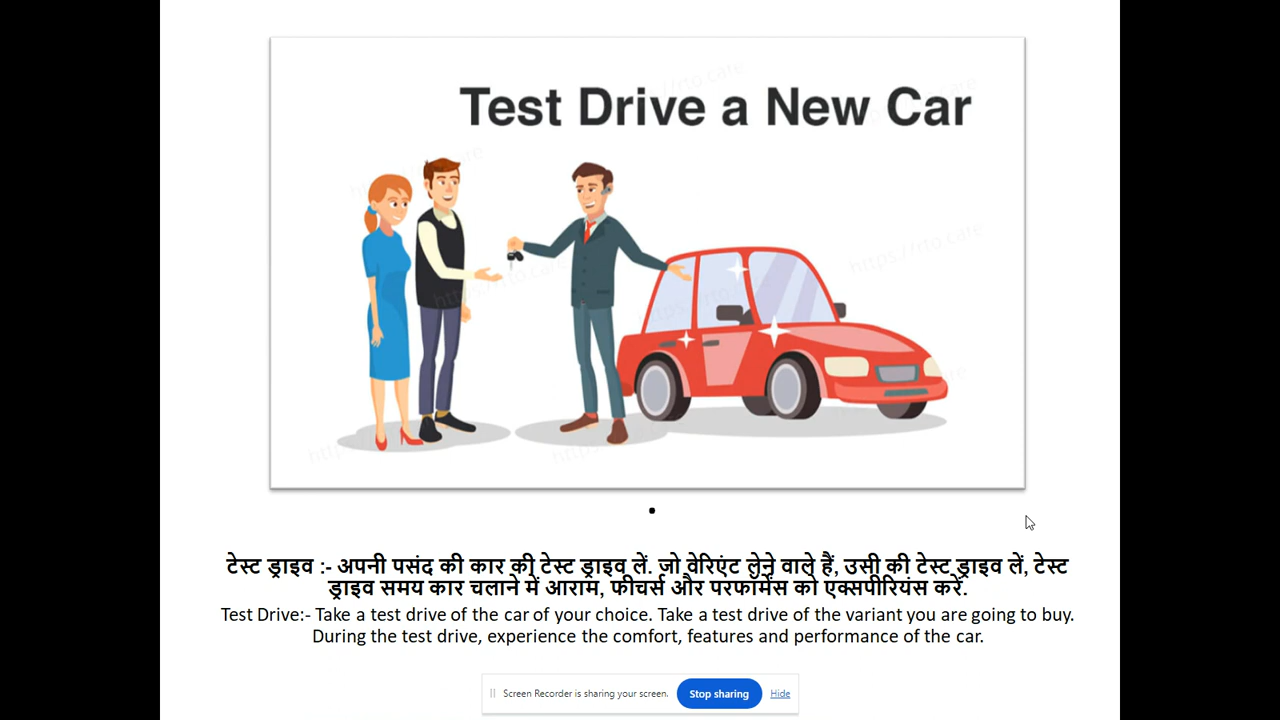 Test Drive a New Car
https://rto.care
टेस्ट ड्राइव :- अपनी पसंद की कार की टेस्ट ड्राइव लें. जो वेरिएंट लेने वाले हैं, उसी की टेस्ट ड्राइव लें, टेस्ट
ड्राइव समय कार चलाने में आराम, फीचर्स और परफार्मेंस को एक्सपीरियंस करें.
Test Drive:- Take a test drive of the car of your choice. Take a test drive of the variant you are going to buy.
During the test drive, experience the comfort, features and performance of the car.
Screen Recorder is sharing your screen. Stop sharing Hide